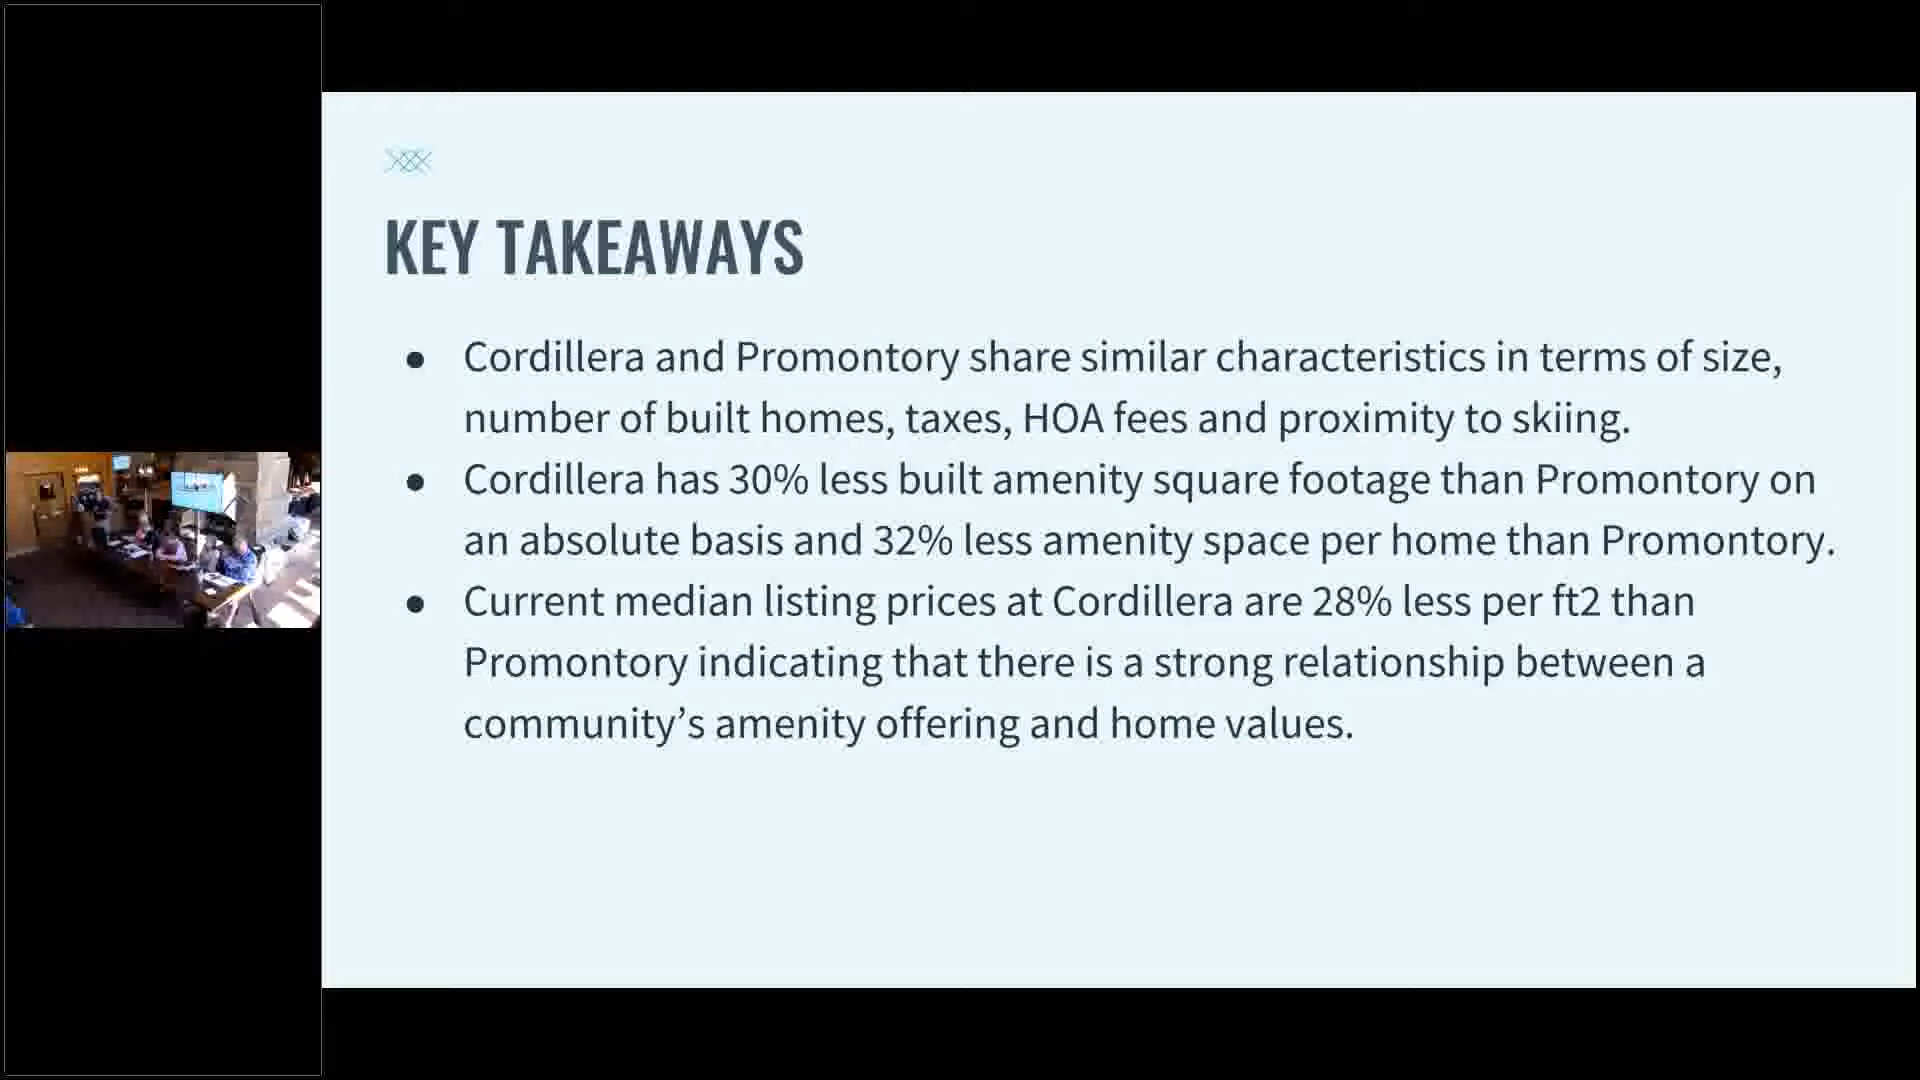 KEY TAKEAWAYS
● Cordillera and Promontory share similar characteristics in terms of size,
number of built homes, taxes, HOA fees and proximity to skiing.
● Cordillera has 30% less built amenity square footage than Promontory on
an absolute basis and 32% less amenity space per home than Promontory.
● Current median listing prices at Cordillera are 28% less per ft2 than
Promontory indicating that there is a strong relationship between a
community’s amenity offering and home values.